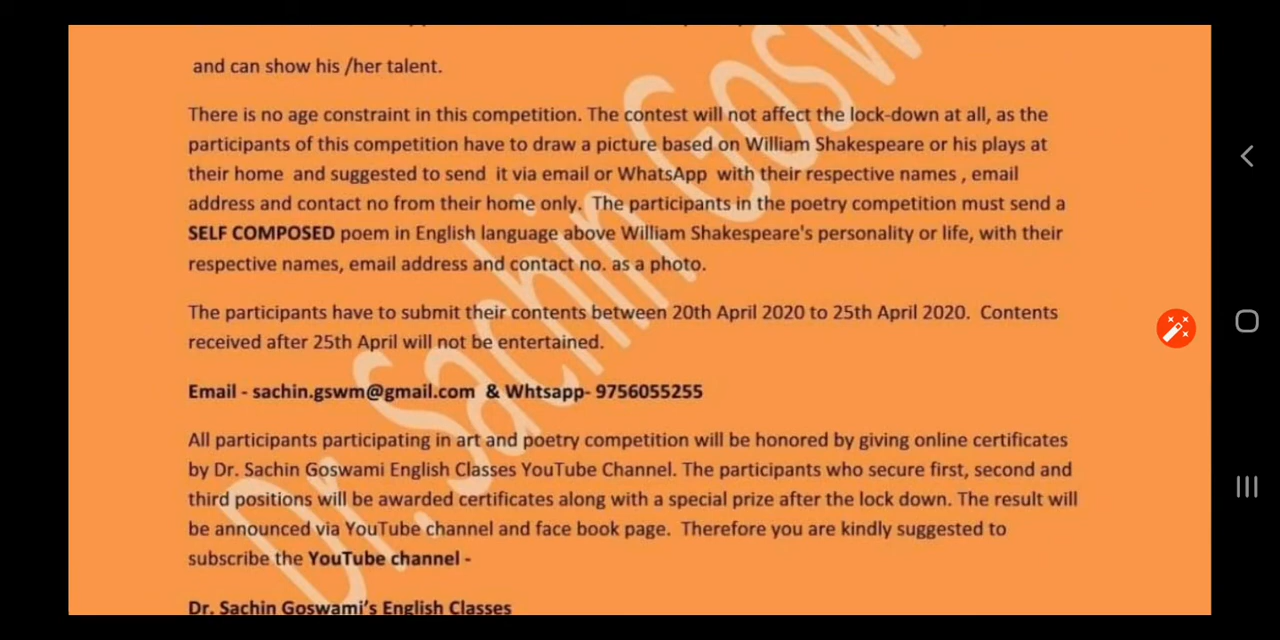 and can show his /her talent.
There is no age constraint in this competition. The contest will not affect the lock-down at all, as the
participants of this competition have to draw a picture based on William Shakespeare or his plays at
their home and suggested to send it via email or WhatsApp with their respective names , email
address and contact no from their home only. The participants in the poetry competition must send a
SELF COMPOSED poem in English language above William Shakespeare's personality or life, with their
respective names, email address and contact no. as a photo.
The participants have to submit their contents between 20th April 2020 to 25th April 2020. Contents
received after 25th April will not be entertained.
Email - sachin.gswm@gmail.com & Whtsapp- 9756055255
All participants participating in art and poetry competition will be honored by giving online certificates
by Dr. Sachin Goswami English Classes YouTube Channel. The participants who secure first, second and
third positions will be awarded certificates along with a special prize after the lock down. The result will
be announced via YouTube channel and face book page. Therefore you are kindly suggested to
subscribe the YouTube channel -
Dr. Sachin Goswami's English Classes
Dr. Sachin Gosw